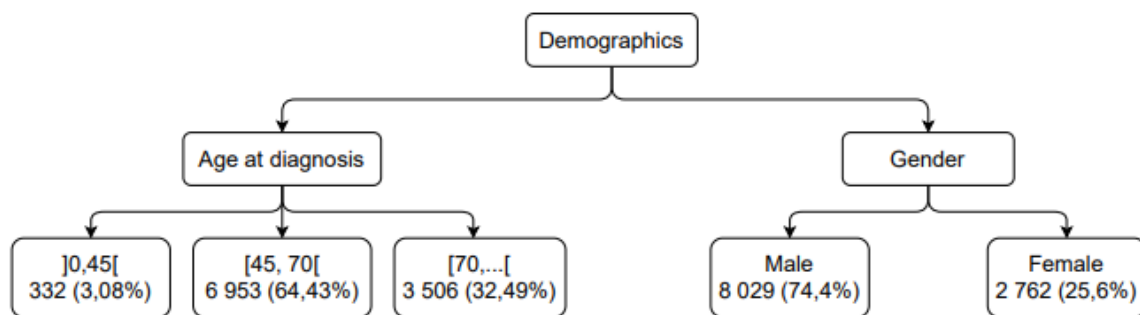 Demographics
Age at diagnosis
Gender
]0,45[
332 (3,08%)
[45, 70[
6 953 (64,43%)
[70,...[
3 506 (32,49%)
Male
8 029 (74,4%)
Female
2 762 (25,6%)